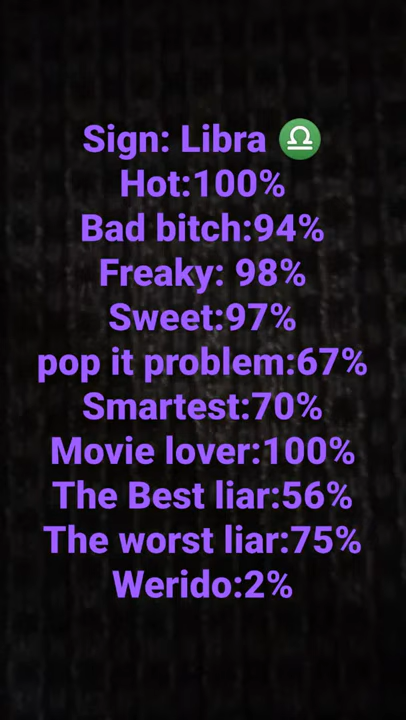 Sign: Libra ♎
Hot:100%
Bad bitch:94%
Freaky: 98%
Sweet:97%
pop it problem:67%
Smartest:70%
Movie lover:100%
The Best liar:56%
The worst liar:75%
Werido:2%